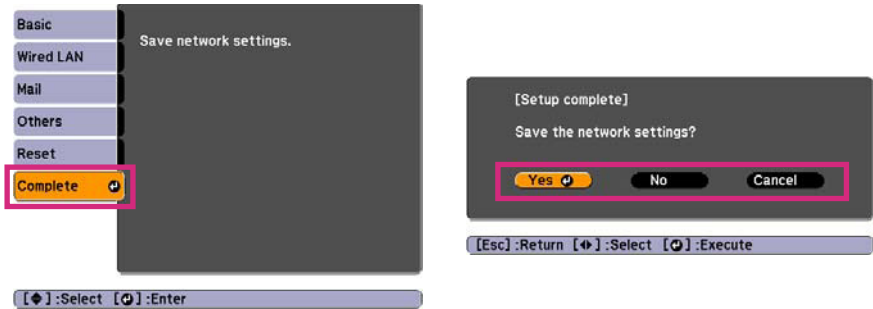 Basic
Save network settings.
Wired LAN
Mail
Others
Reset
Complete
[◆]:Select [⏎]:Enter
[Setup complete]
Save the network settings?
Yes No Cancel
[Esc]:Return [◀▶]:Select [⏎]:Execute